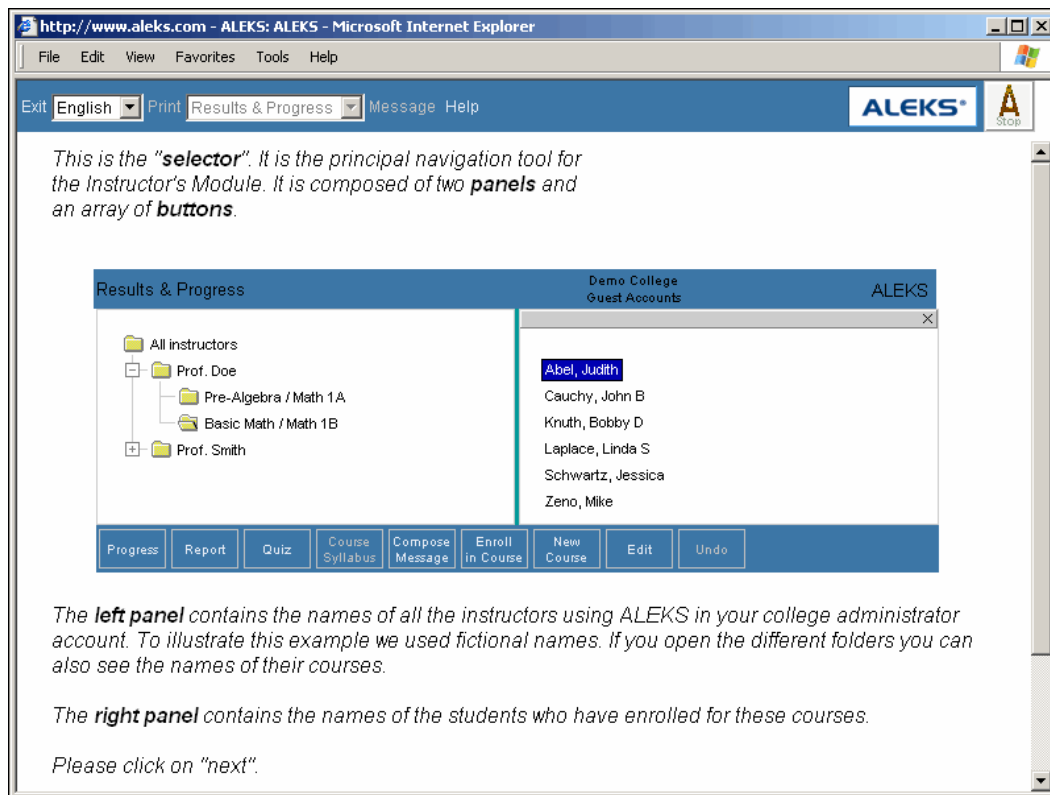 http://www.aleks.com - ALEKS: ALEKS - Microsoft Internet Explorer
File Edit View Favorites Tools Help
Exit English Print Results & Progress Message Help
ALEKS®
Stop
This is the "selector". It is the principal navigation tool for
the Instructor's Module. It is composed of two panels and
an array of buttons.
Results & Progress
Demo College
Guest Accounts
ALEKS
All instructors
Prof. Doe
Pre-Algebra / Math 1A
Basic Math / Math 1B
Prof. Smith
Abel, Judith
Cauchy, John B
Knuth, Bobby D
Laplace, Linda S
Schwartz, Jessica
Zeno, Mike
Progress
Report
Quiz
Course
Syllabus
Compose
Message
Enroll
in Course
New
Course
Edit
Undo
The left panel contains the names of all the instructors using ALEKS in your college administrator
account. To illustrate this example we used fictional names. If you open the different folders you can
also see the names of their courses.
The right panel contains the names of the students who have enrolled for these courses.
Please click on "next".